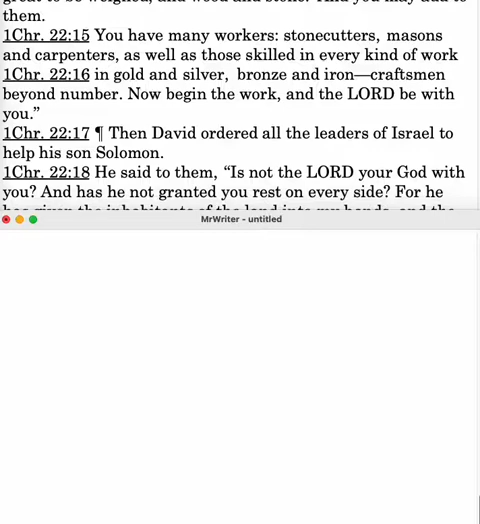 them.
1Chr. 22:15 You have many workers: stonecutters, masons
and carpenters, as well as those skilled in every kind of work
1Chr. 22:16 in gold and silver, bronze and iron—craftsmen
beyond number. Now begin the work, and the LORD be with
you.”
1Chr. 22:17 ¶ Then David ordered all the leaders of Israel to
help his son Solomon.
1Chr. 22:18 He said to them, “Is not the LORD your God with
you? And has he not granted you rest on every side? For he
MrWriter - untitled